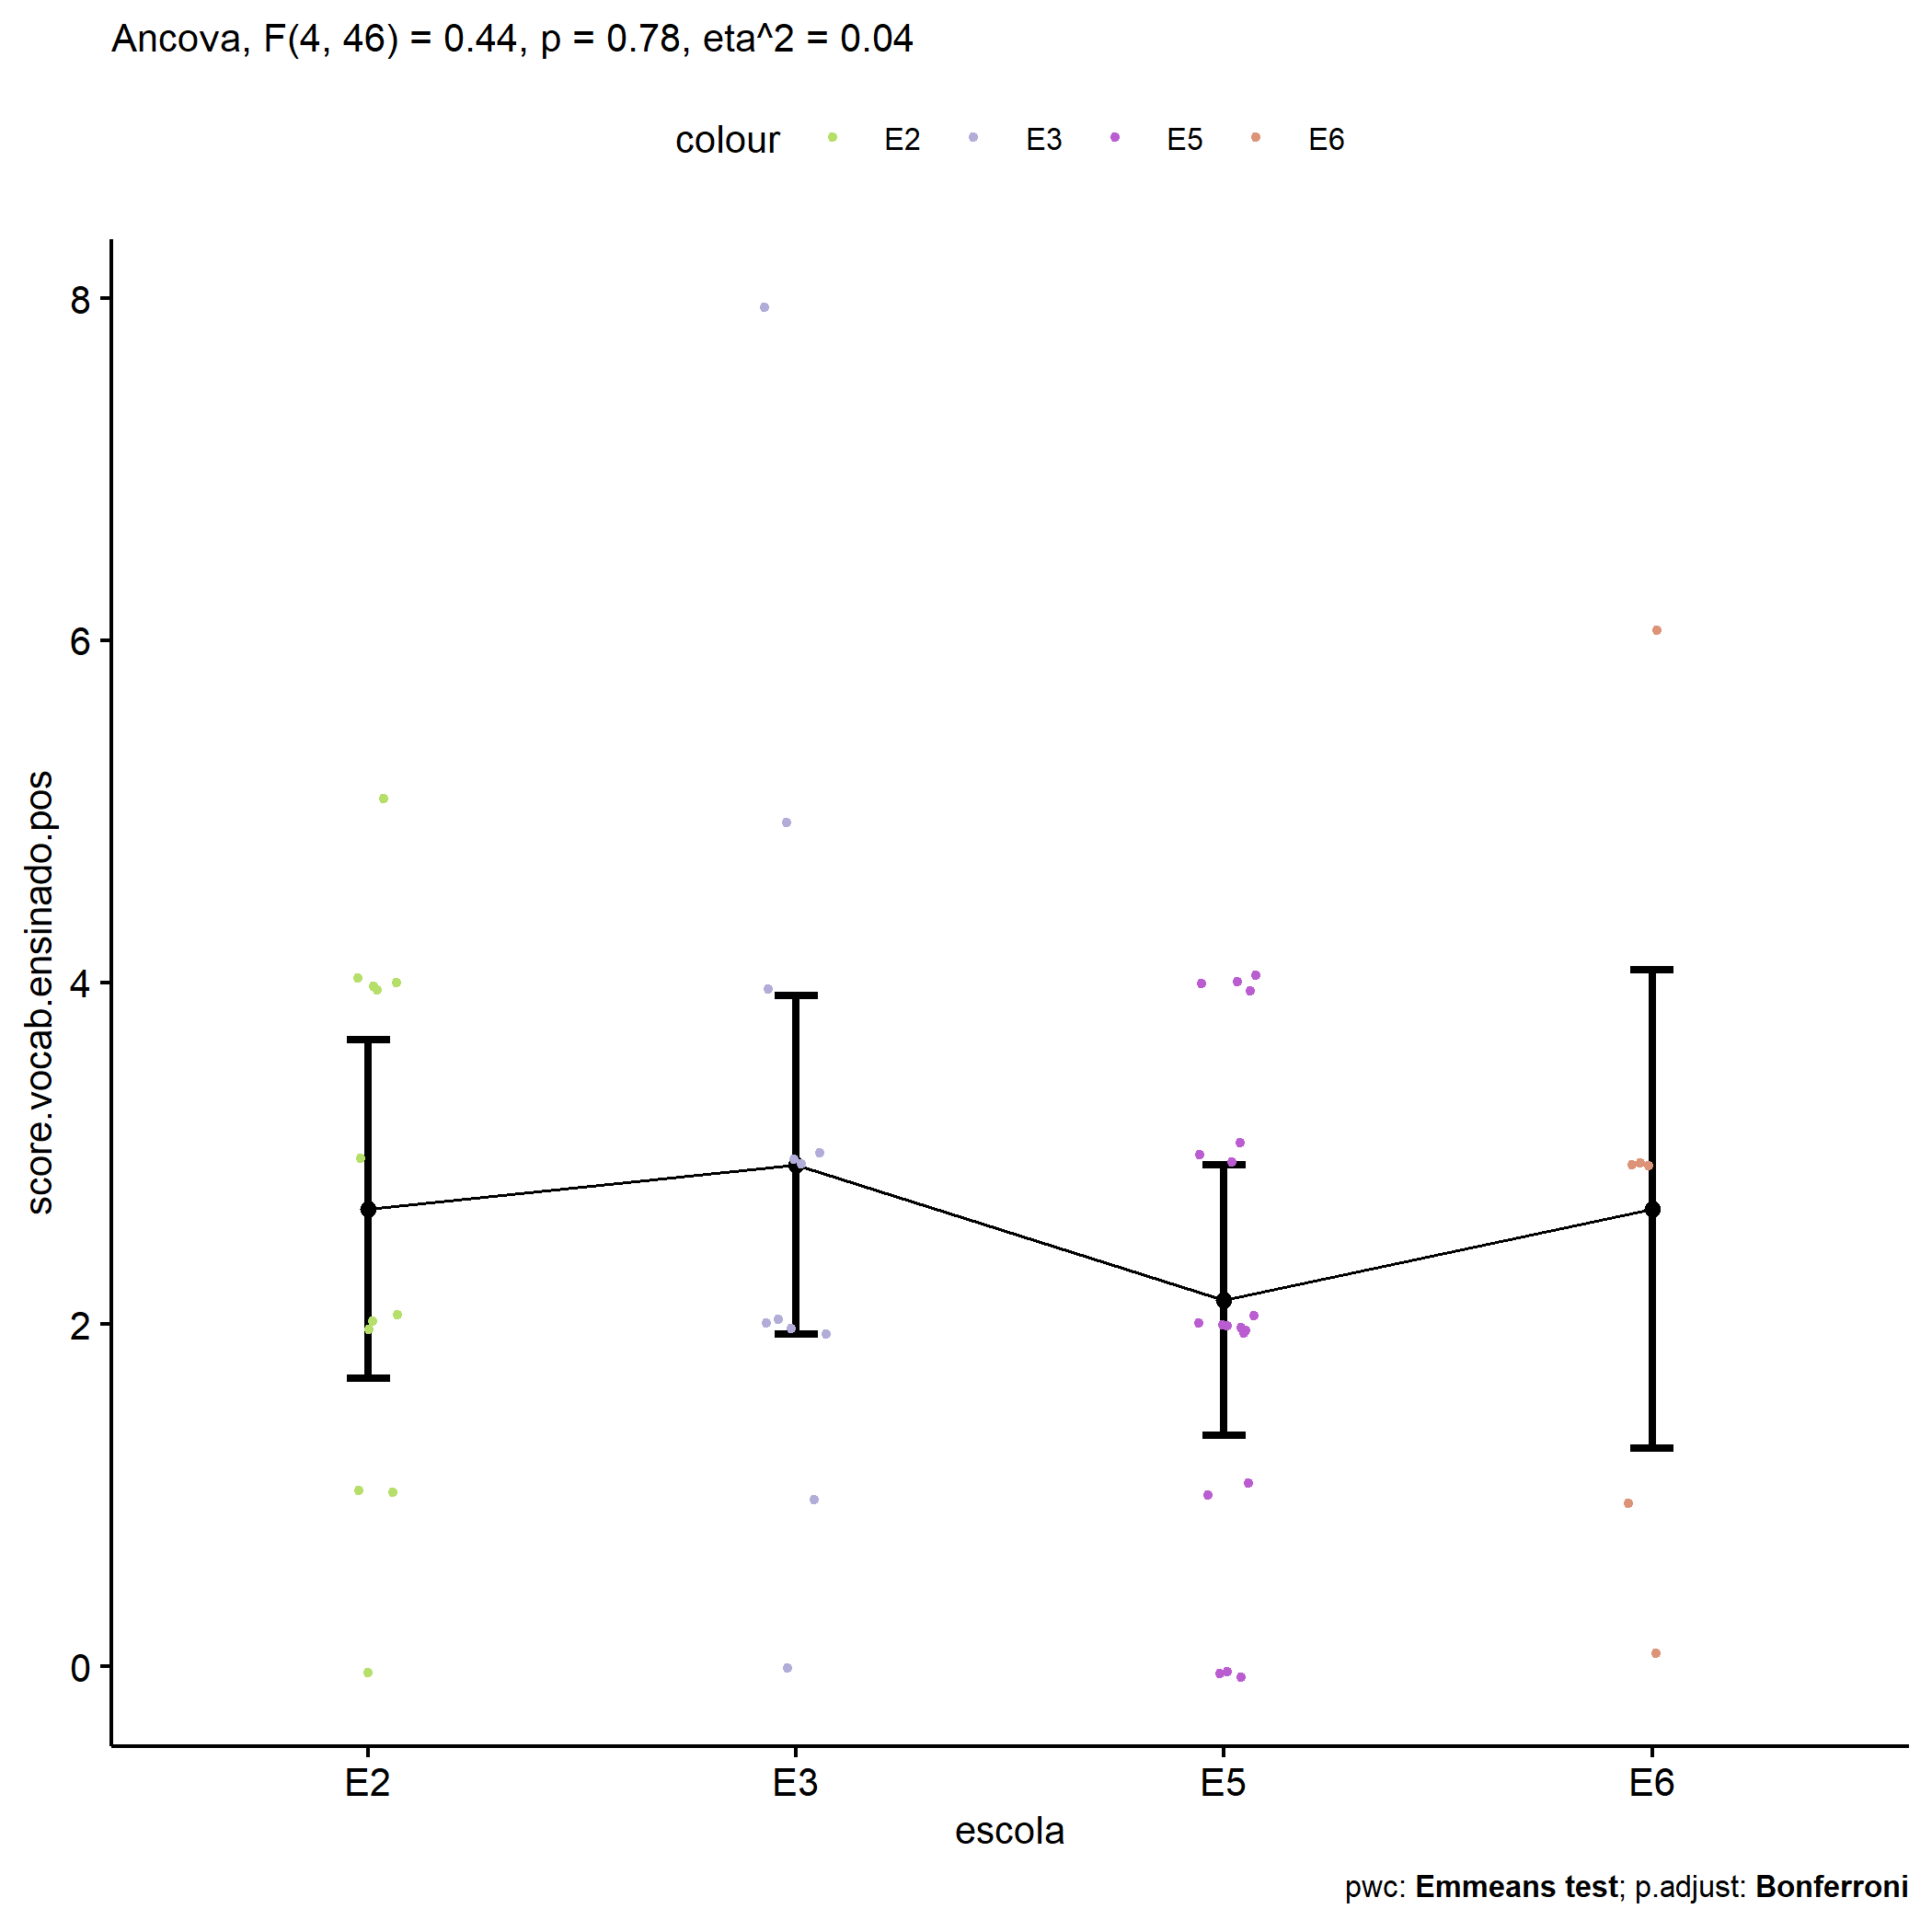 Ancova, F(4, 46) = 0.44, p = 0.78, eta^2 = 0.04
colour E2 E3 E5 E6
score.vocab.ensinado.pos
8
6
4
2
0
E2 E3 E5 E6
escola
pwc: Emmeans test; p.adjust: Bonferroni